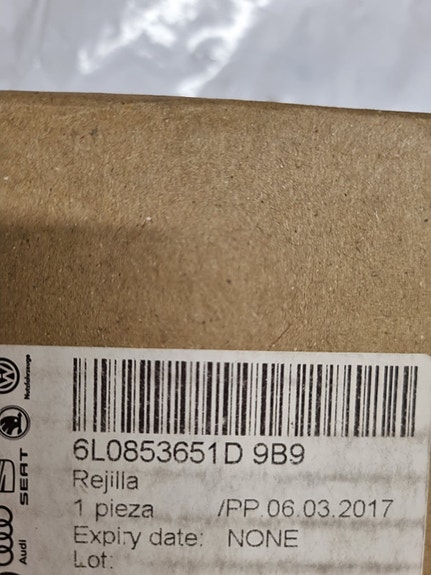 6L0853651D 9B9
Rejilla
1 pieza /PP. 06.03.2017
Expiry date: NONE
Lot:
SEAT
Audi